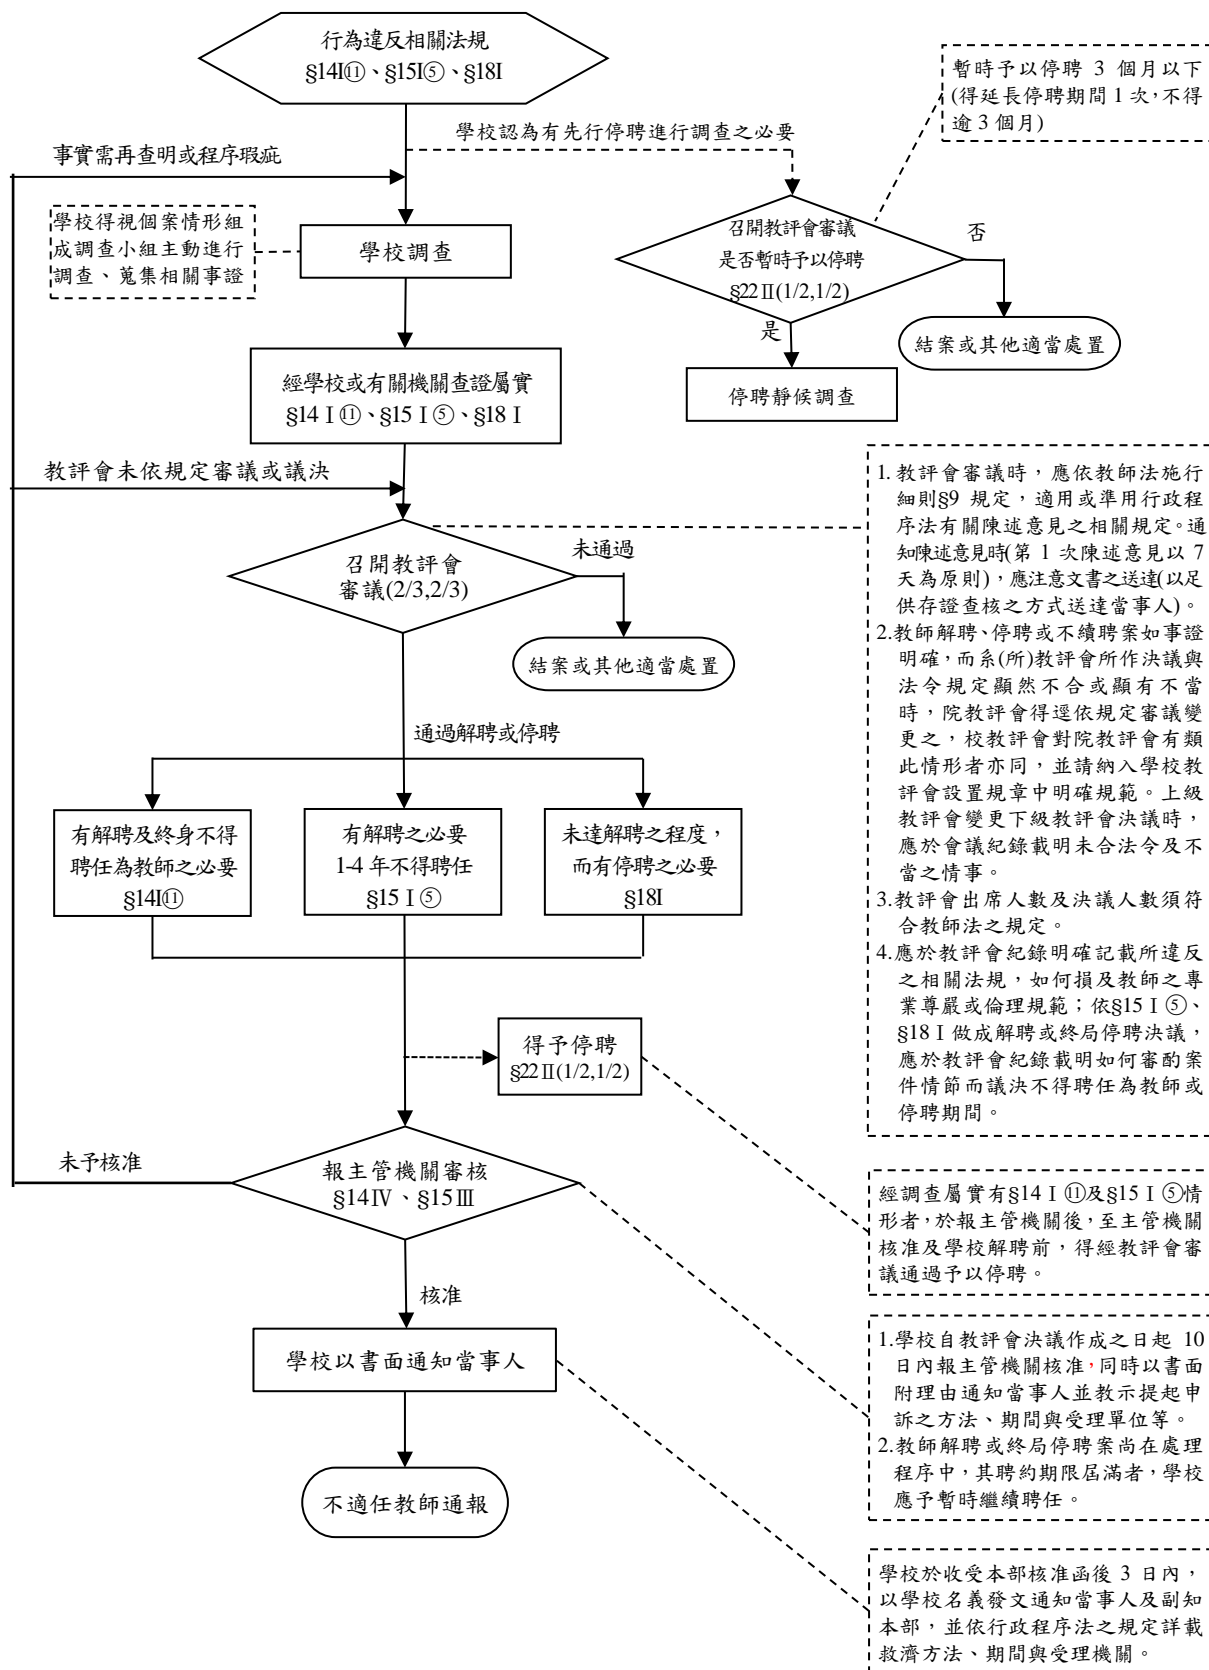 行為違反相關法規
§14I⑪、§15I⑤、§18I
暫時予以停聘 3 個月以下
(得延長停聘期間 1 次,不得
逾 3 個月)
學校認為有先行停聘進行調查之必要
事實需再查明或程序瑕疵
學校得視個案情形組
成調查小組主動進行
調查、蒐集相關事證
學校調查
召開教評會審議
是否暫時予以停聘
§22Ⅱ(1/2,1/2)
否
是
結案或其他適當處置
停聘靜候調查
經學校或有關機關查證屬實
§14 I ⑪、§15 I ⑤、§18 I
教評會未依規定審議或議決
召開教評會
審議(2/3,2/3)
未通過
結案或其他適當處置
1. 教評會審議時,應依教師法施行
細則§9 規定,適用或準用行政程
序法有關陳述意見之相關規定。通
知陳述意見時(第 1 次陳述意見以 7
天為原則),應注意文書之送達(以足
供存證查核之方式送達當事人)。
2.教師解聘、停聘或不續聘案如事證
明確,而系(所)教評會所作決議與
法令規定顯然不合或顯有不當
時,院教評會得逕依規定審議變
更之,校教評會對院教評會有類
此情形者亦同,並請納入學校教
評會設置規章中明確規範。上級
教評會變更下級教評會決議時,
應於會議紀錄載明未合法令及不
當之情事。
3.教評會出席人數及決議人數須符
合教師法之規定。
4.應於教評會紀錄明確記載所違反
之相關法規,如何損及教師之專
業尊嚴或倫理規範;依§15 I ⑤、
§18 I 做成解聘或終局停聘決議,
應於教評會紀錄載明如何審酌案
件情節而議決不得聘任為教師或
停聘期間。
通過解聘或停聘
有解聘及終身不得
聘任為教師之必要
§14I⑪
有解聘之必要
1-4 年不得聘任
§15 I ⑤
未達解聘之程度,
而有停聘之必要
§18I
得予停聘
§22Ⅱ(1/2,1/2)
未予核准
報主管機關審核
§14IV、§15Ⅲ
經調查屬實有§14 I ⑪及§15 I ⑤情
形者,於報主管機關後,至主管機關
核准及學校解聘前,得經教評會審
議通過予以停聘。
核准
學校以書面通知當事人
1.學校自教評會決議作成之日起 10
日內報主管機關核准,同時以書面
附理由通知當事人並教示提起申
訴之方法、期間與受理單位等。
2.教師解聘或終局停聘案尚在處理
程序中,其聘約期限屆滿者,學校
應予暫時繼續聘任。
不適任教師通報
學校於收受本部核准函後 3 日內,
以學校名義發文通知當事人及副知
本部,並依行政程序法之規定詳載
救濟方法、期間與受理機關。